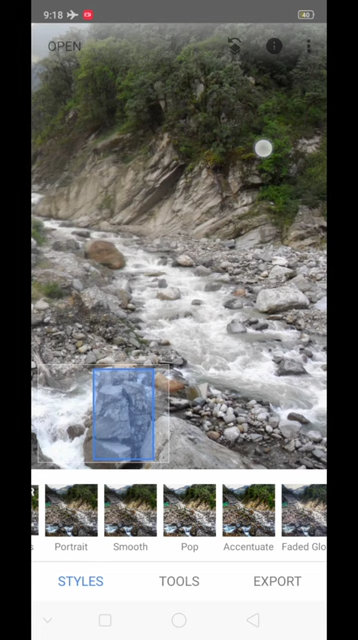 9:18
40
OPEN
s Portrait Smooth Pop Accentuate Faded Glo
STYLES TOOLS EXPORT